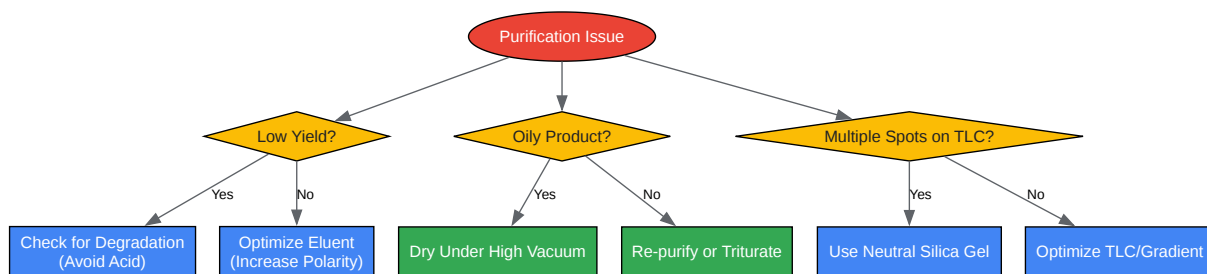 Purification Issue
Low Yield?
Oily Product?
Multiple Spots on TLC?
Yes
No
Yes
No
Yes
No
Check for Degradation
(Avoid Acid)
Optimize Eluent
(Increase Polarity)
Dry Under High Vacuum
Re-purify or Triturate
Use Neutral Silica Gel
Optimize TLC/Gradient